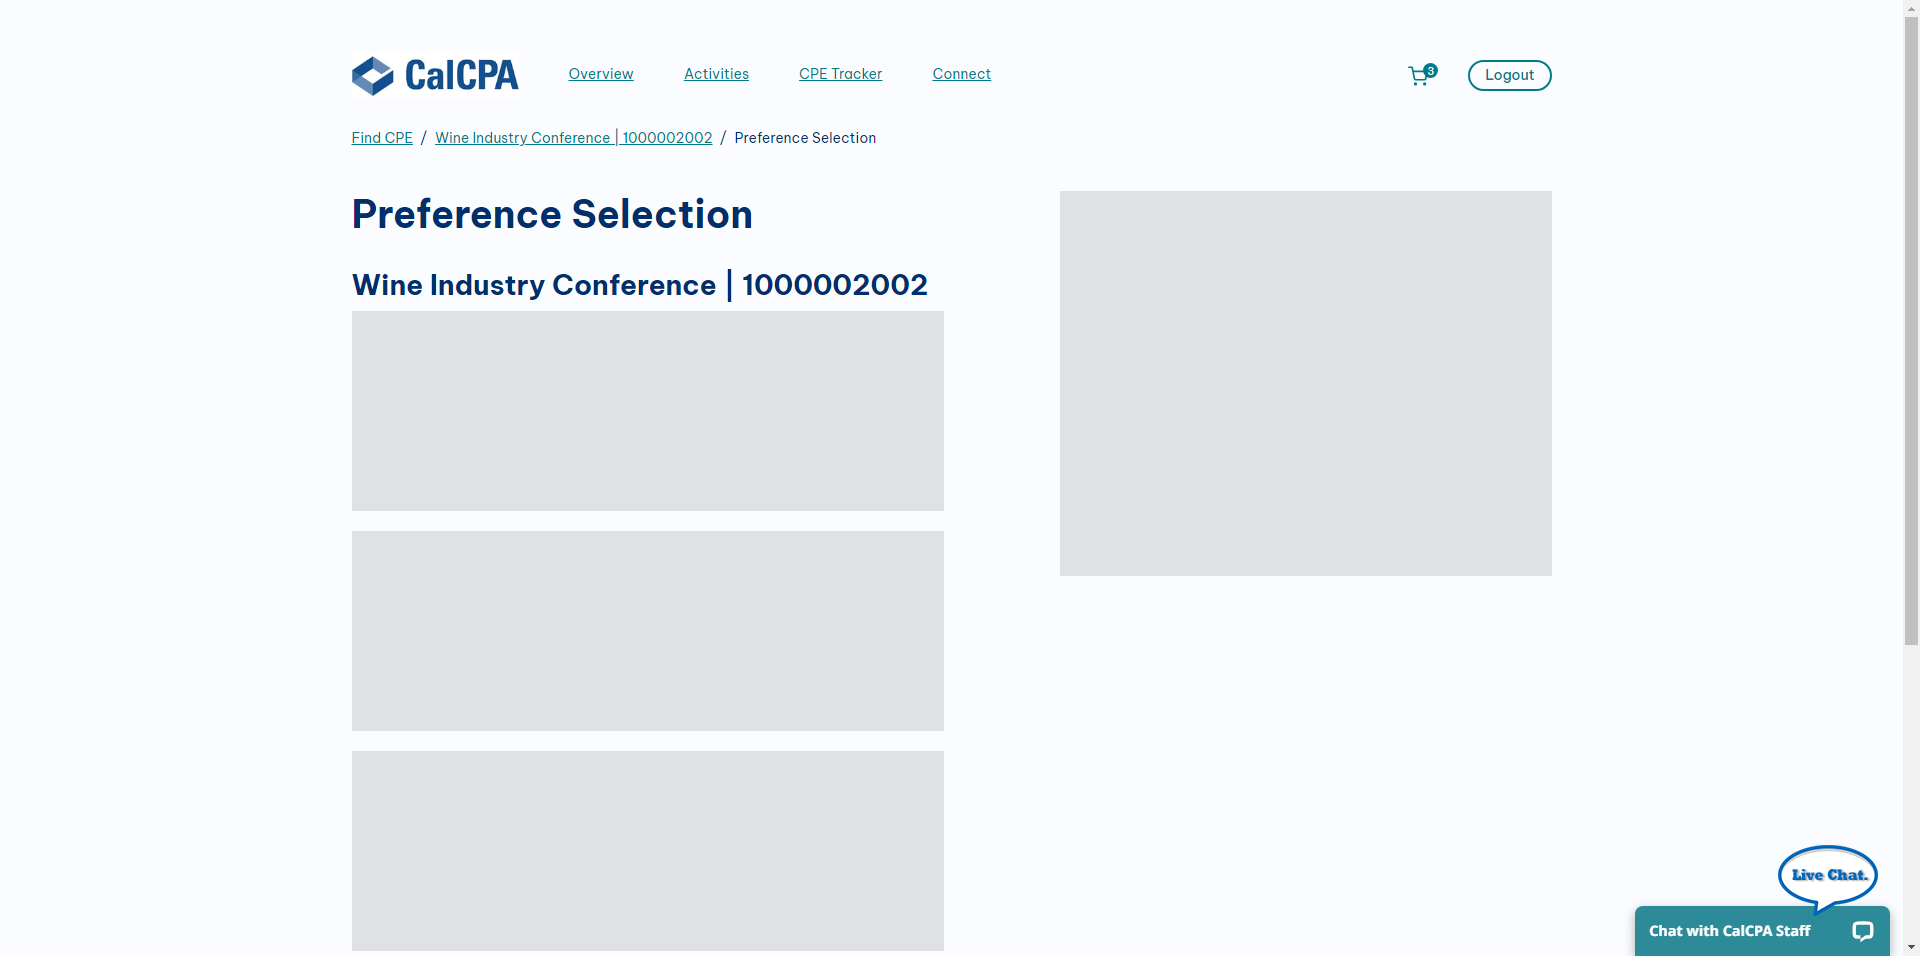 CalCPA
Overview
Activities
CPE Tracker
Connect
3
Logout
Find CPE / Wine Industry Conference | 1000002002 / Preference Selection
Preference Selection
Wine Industry Conference | 1000002002
Live Chat.
Chat with CalCPA Staff